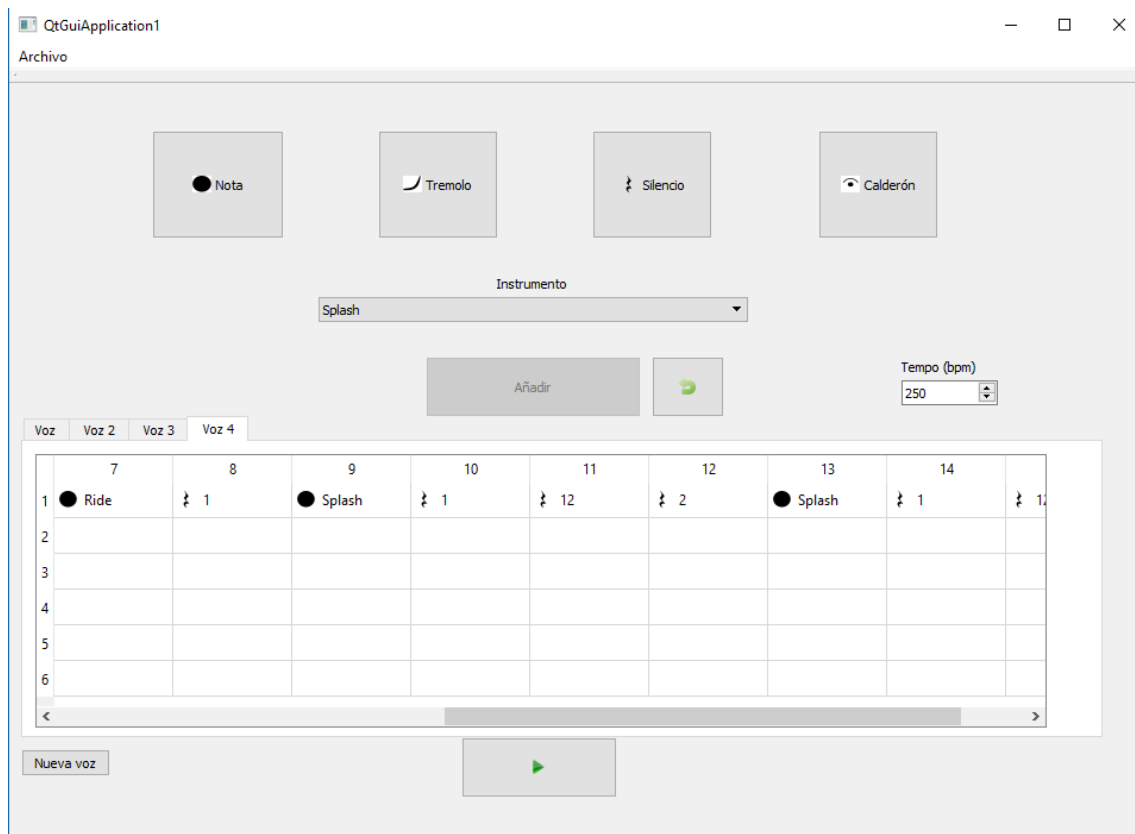 QtGuiApplication1
Archivo
Nota Tremolo Silencio Calderón
Instrumento
Splash
Tempo (bpm)
Añadir
250
Voz Voz 2 Voz 3 Voz 4
7 8 9 10 11 12 13 14
1 Ride 1 Splash 1 12 2 Splash 1
2
3
4
5
6
Nueva voz